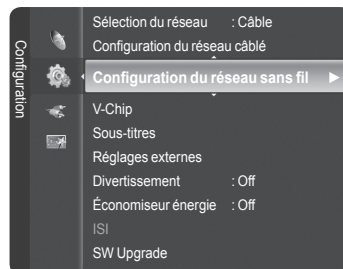 Configuration
Sélection du réseau : Câble
Configuration du réseau câblé
Configuration du réseau sans fil
V-Chip
Sous-titres
Réglages externes
Divertissement : Off
Économiseur énergie : Off
ISI
SW Upgrade